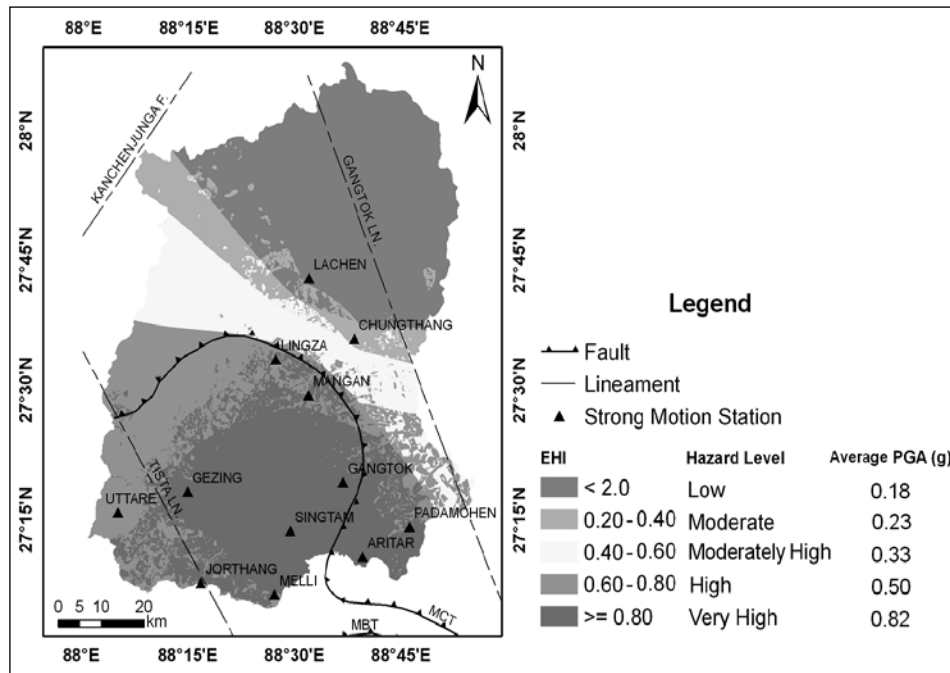 88°E 88°15'E 88°30'E 88°45'E
N
KANCHENJUNGA F.
GANGTOK LN.
28°N 28°N
27°45'N 27°45'N
LACHEN
CHUNGTHANG
LINGZA
MANGAN
27°30'N 27°30'N
TISTA LN.
GEZING
GANGTOK
UTTARE
PADAMCHEN
SINGTAM
27°15'N 27°15'N
ARITAR
JORTHANG
MELLI
0 5 10 20
km
MCT
MBT
88°E 88°15'E 88°30'E 88°45'E
Legend
Fault
Lineament
Strong Motion Station
EHI Hazard Level Average PGA (g)
< 2.0 Low 0.18
0.20 - 0.40 Moderate 0.23
0.40 - 0.60 Moderately High 0.33
0.60 - 0.80 High 0.50
>= 0.80 Very High 0.82